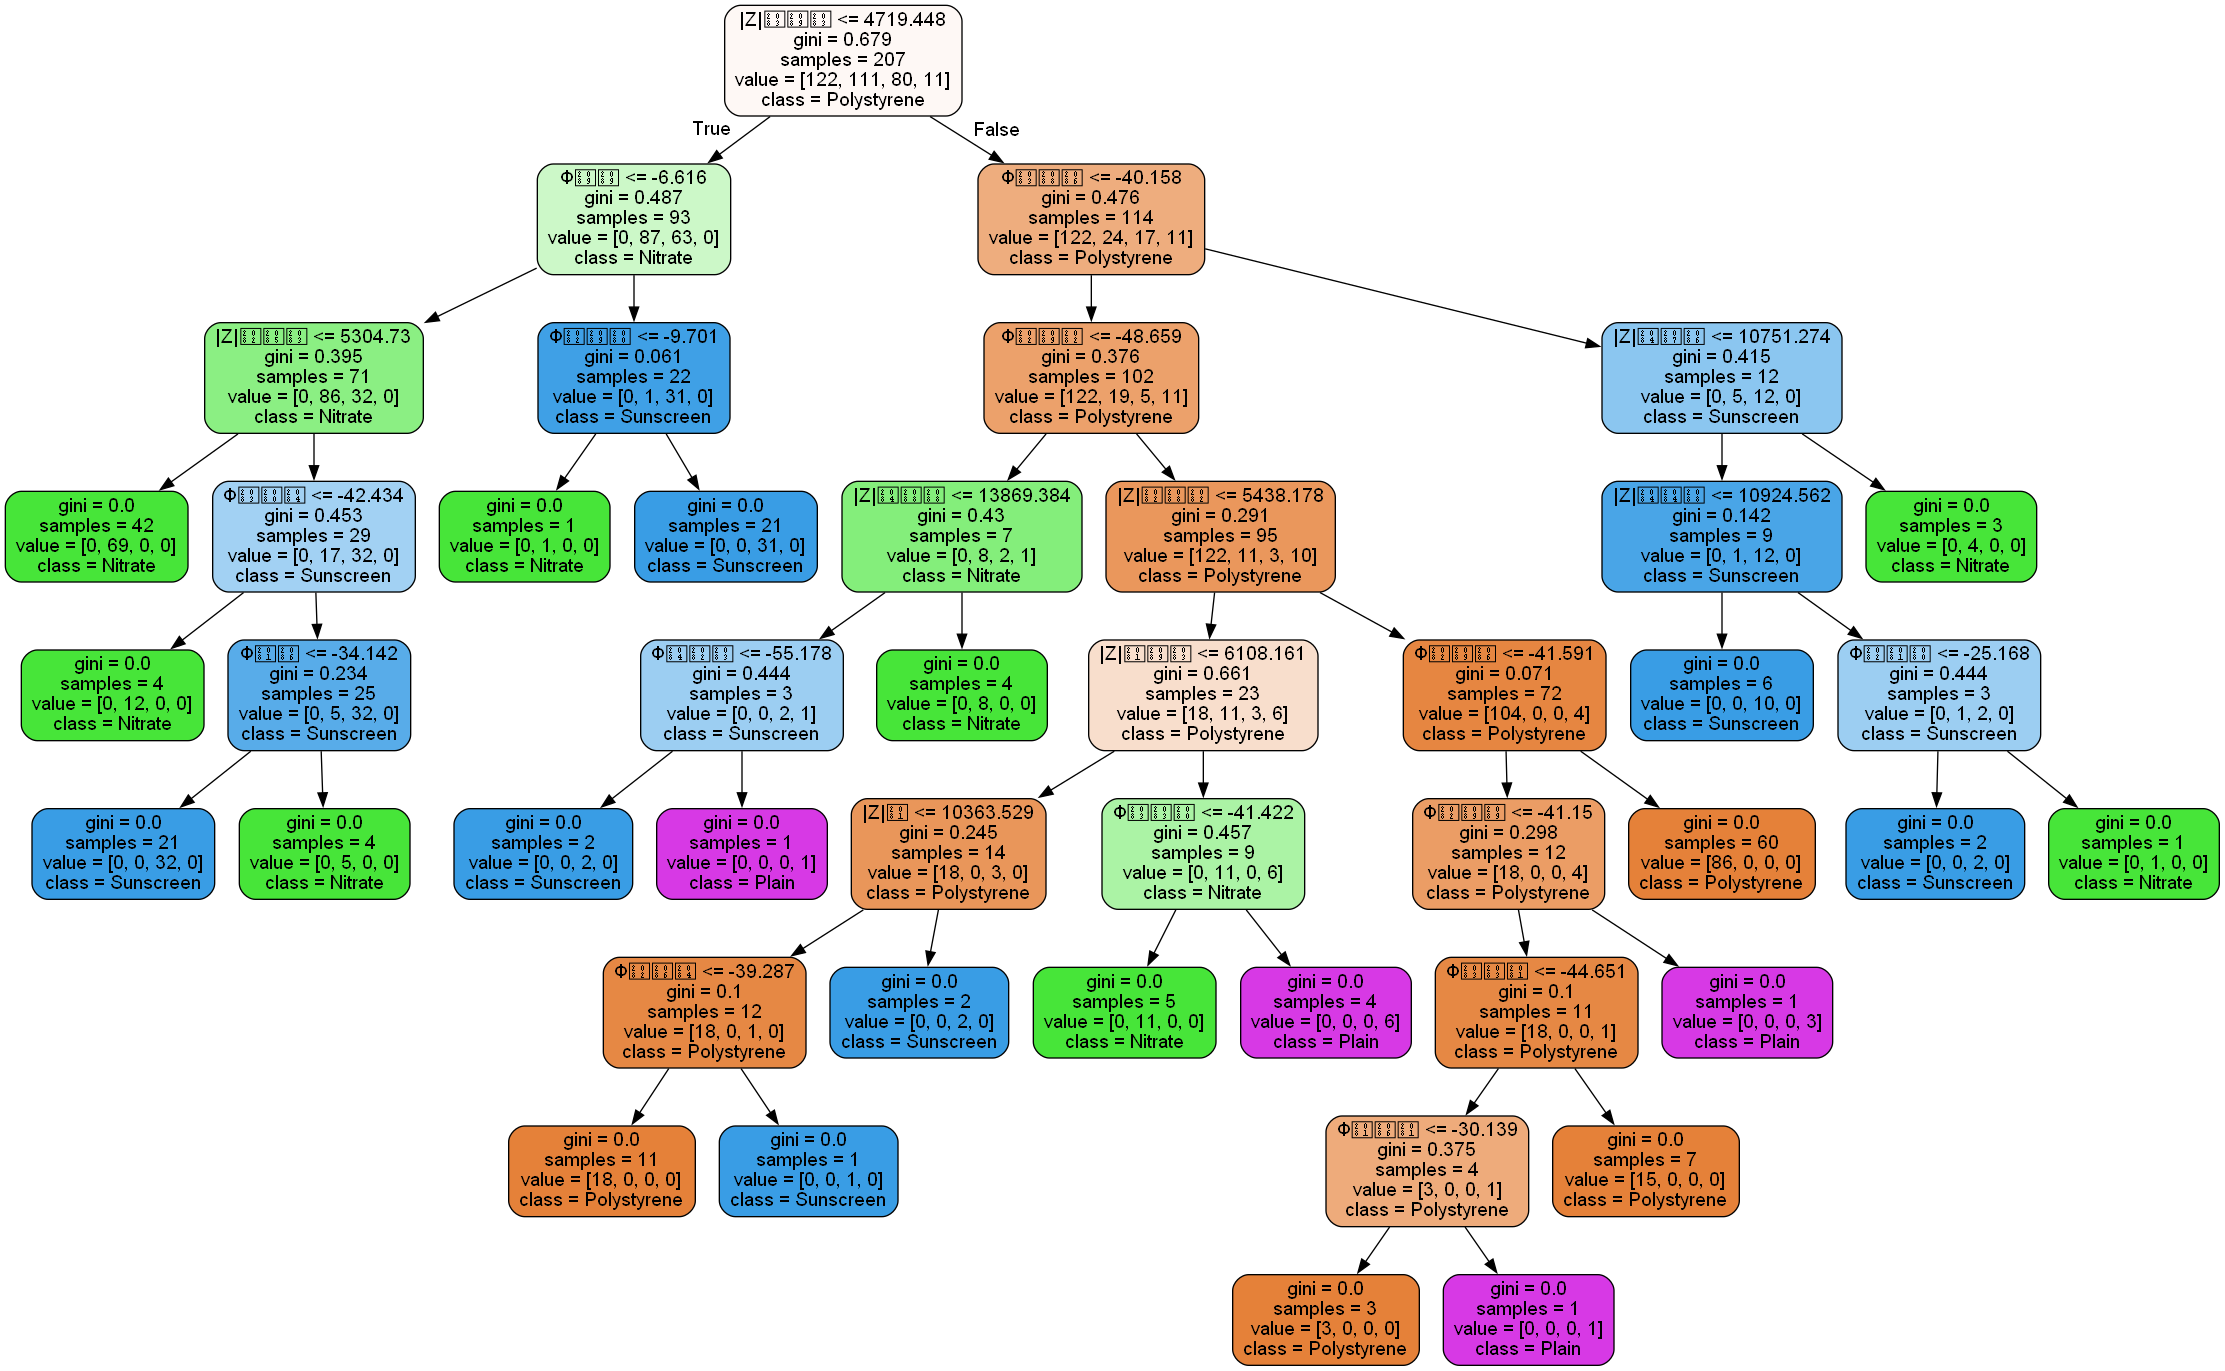 |Z| <= 4719.448
gini = 0.679
samples = 207
value = [122, 111, 80, 11]
class = Polystyrene
True
False
Φ <= -6.616
gini = 0.487
samples = 93
value = [0, 87, 63, 0]
class = Nitrate
Φ <= -40.158
gini = 0.476
samples = 114
value = [122, 24, 17, 11]
class = Polystyrene
|Z| <= 5304.73
gini = 0.395
samples = 71
value = [0, 86, 32, 0]
class = Nitrate
Φ <= -9.701
gini = 0.061
samples = 22
value = [0, 1, 31, 0]
class = Sunscreen
Φ <= -48.659
gini = 0.376
samples = 102
value = [122, 19, 5, 11]
class = Polystyrene
|Z| <= 10751.274
gini = 0.415
samples = 12
value = [0, 5, 12, 0]
class = Sunscreen
gini = 0.0
samples = 42
value = [0, 69, 0, 0]
class = Nitrate
Φ <= -42.434
gini = 0.453
samples = 29
value = [0, 17, 32, 0]
class = Sunscreen
gini = 0.0
samples = 1
value = [0, 1, 0, 0]
class = Nitrate
gini = 0.0
samples = 21
value = [0, 0, 31, 0]
class = Sunscreen
|Z| <= 13869.384
gini = 0.43
samples = 7
value = [0, 8, 2, 1]
class = Nitrate
|Z| <= 5438.178
gini = 0.291
samples = 95
value = [122, 11, 3, 10]
class = Polystyrene
|Z| <= 10924.562
gini = 0.142
samples = 9
value = [0, 1, 12, 0]
class = Sunscreen
gini = 0.0
samples = 3
value = [0, 4, 0, 0]
class = Nitrate
gini = 0.0
samples = 4
value = [0, 12, 0, 0]
class = Nitrate
Φ <= -34.142
gini = 0.234
samples = 25
value = [0, 5, 32, 0]
class = Sunscreen
Φ <= -55.178
gini = 0.444
samples = 3
value = [0, 0, 2, 1]
class = Sunscreen
gini = 0.0
samples = 4
value = [0, 8, 0, 0]
class = Nitrate
|Z| <= 6108.161
gini = 0.661
samples = 23
value = [18, 11, 3, 6]
class = Polystyrene
Φ <= -41.591
gini = 0.071
samples = 72
value = [104, 0, 0, 4]
class = Polystyrene
gini = 0.0
samples = 6
value = [0, 0, 10, 0]
class = Sunscreen
Φ <= -25.168
gini = 0.444
samples = 3
value = [0, 1, 2, 0]
class = Sunscreen
gini = 0.0
samples = 21
value = [0, 0, 32, 0]
class = Sunscreen
gini = 0.0
samples = 4
value = [0, 5, 0, 0]
class = Nitrate
gini = 0.0
samples = 2
value = [0, 0, 2, 0]
class = Sunscreen
gini = 0.0
samples = 1
value = [0, 0, 0, 1]
class = Plain
|Z| <= 10363.529
gini = 0.245
samples = 14
value = [18, 0, 3, 0]
class = Polystyrene
Φ <= -41.422
gini = 0.457
samples = 9
value = [0, 11, 0, 6]
class = Nitrate
Φ <= -41.15
gini = 0.298
samples = 12
value = [18, 0, 0, 4]
class = Polystyrene
gini = 0.0
samples = 60
value = [86, 0, 0, 0]
class = Polystyrene
gini = 0.0
samples = 2
value = [0, 0, 2, 0]
class = Sunscreen
gini = 0.0
samples = 1
value = [0, 1, 0, 0]
class = Nitrate
Φ <= -39.287
gini = 0.1
samples = 12
value = [18, 0, 1, 0]
class = Polystyrene
gini = 0.0
samples = 2
value = [0, 0, 2, 0]
class = Sunscreen
gini = 0.0
samples = 5
value = [0, 11, 0, 0]
class = Nitrate
gini = 0.0
samples = 4
value = [0, 0, 0, 6]
class = Plain
Φ <= -44.651
gini = 0.1
samples = 11
value = [18, 0, 0, 1]
class = Polystyrene
gini = 0.0
samples = 1
value = [0, 0, 0, 3]
class = Plain
gini = 0.0
samples = 11
value = [18, 0, 0, 0]
class = Polystyrene
gini = 0.0
samples = 1
value = [0, 0, 1, 0]
class = Sunscreen
Φ <= -30.139
gini = 0.375
samples = 4
value = [3, 0, 0, 1]
class = Polystyrene
gini = 0.0
samples = 7
value = [15, 0, 0, 0]
class = Polystyrene
gini = 0.0
samples = 3
value = [3, 0, 0, 0]
class = Polystyrene
gini = 0.0
samples = 1
value = [0, 0, 0, 1]
class = Plain